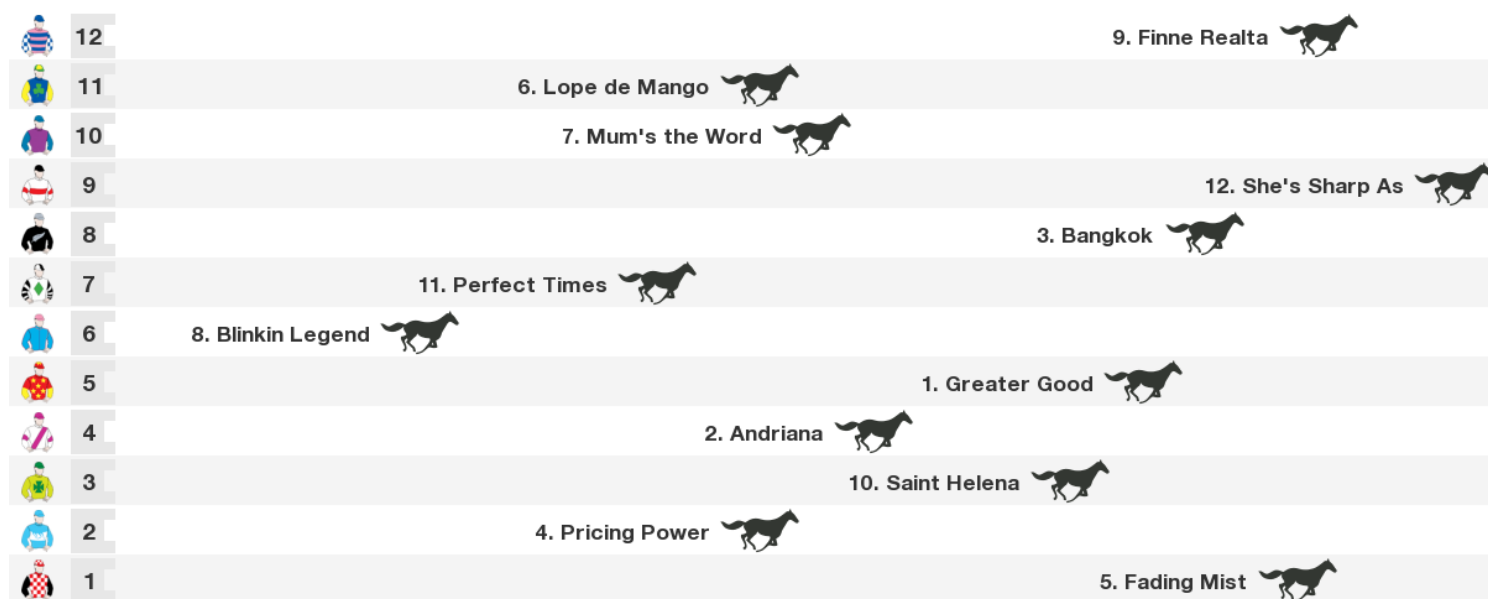 12 9. Finne Realta
11 6. Lope de Mango
10 7. Mum's the Word
9 12. She's Sharp As
8 3. Bangkok
7 11. Perfect Times
6 8. Blinkin Legend
5 1. Greater Good
4 2. Andriana
3 10. Saint Helena
2 4. Pricing Power
1 5. Fading Mist